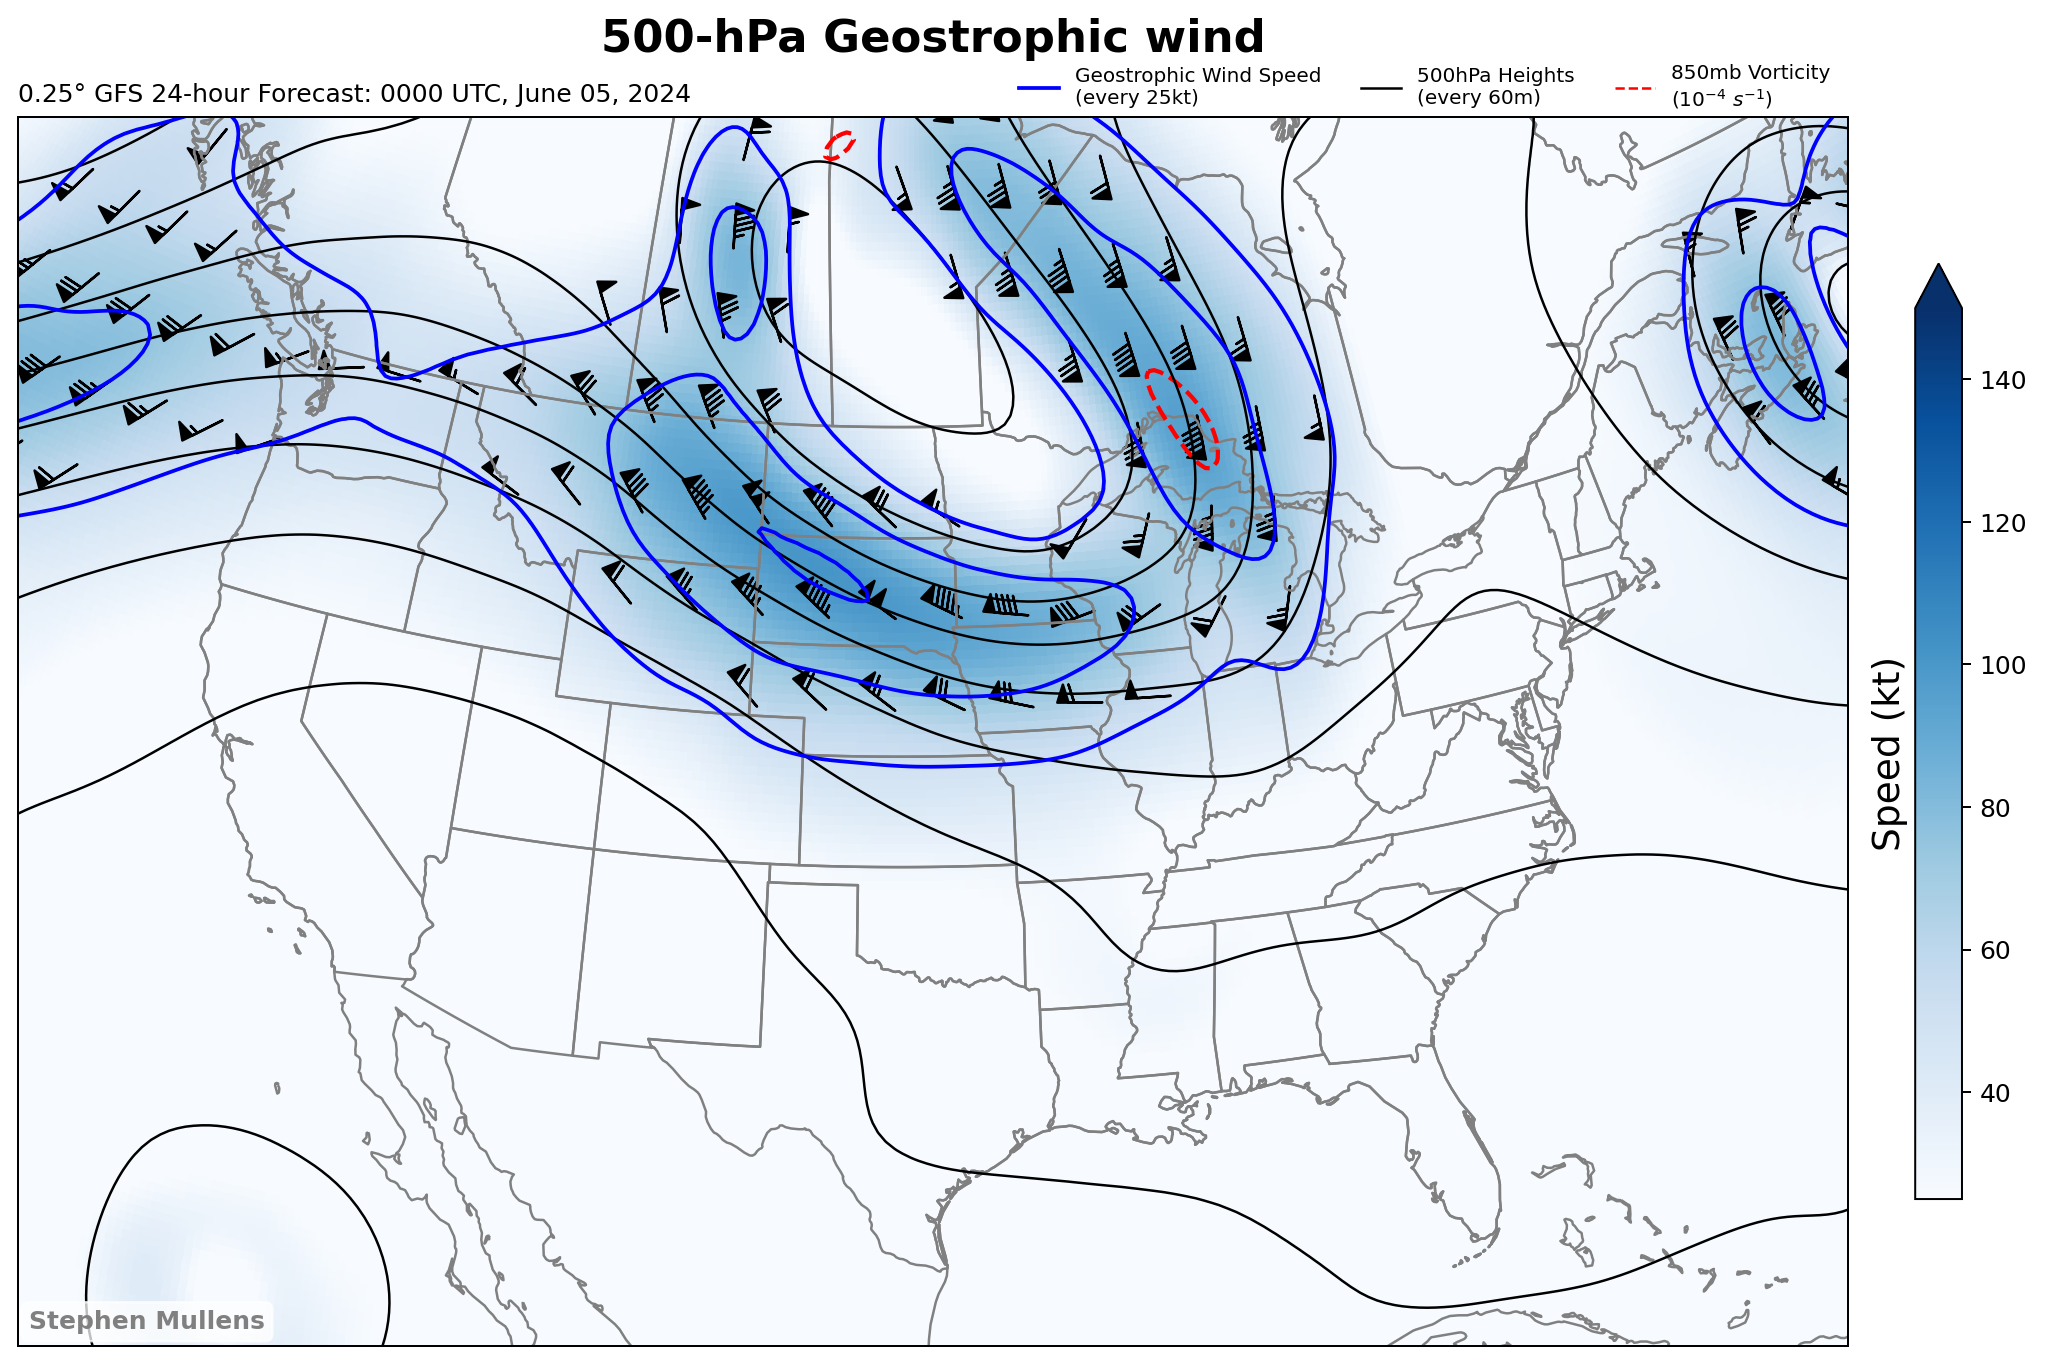 500-hPa Geostrophic wind
0.25° GFS 24-hour Forecast: 0000 UTC, June 05, 2024
Geostrophic Wind Speed
(every 25kt)
500hPa Heights
(every 60m)
850mb Vorticity
(10⁻⁴ s⁻¹)
140
120
100
80
60
40
Speed (kt)
Stephen Mullens